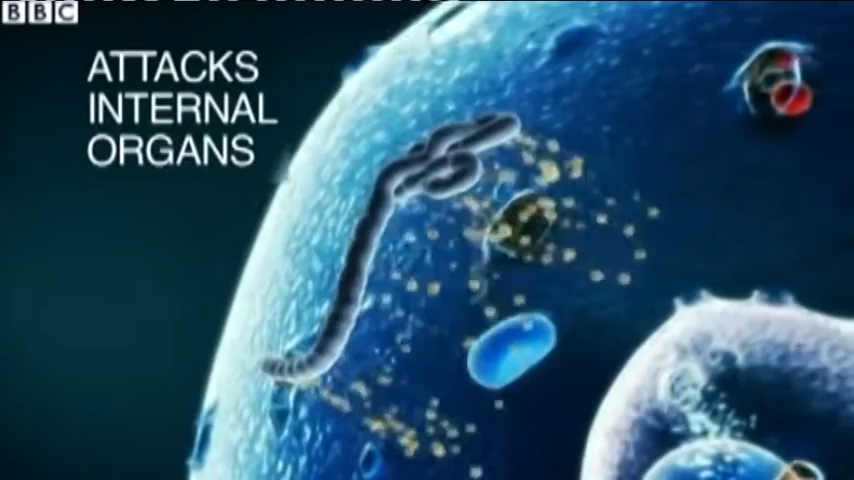 BBC
ATTACKS
INTERNAL
ORGANS